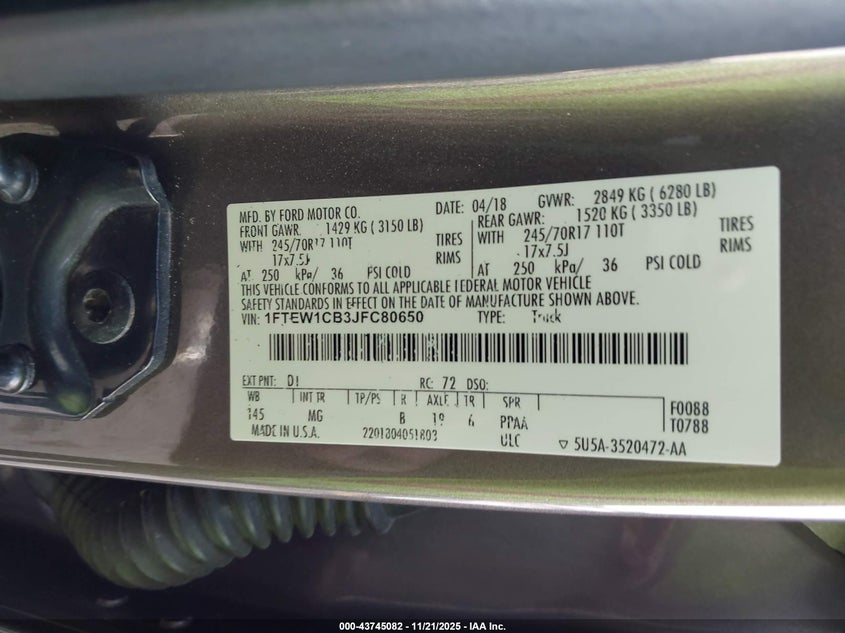 MFD. BY FORD MOTOR CO. DATE: 04/18 GVWR: 2849 KG ( 6280 LB)
FRONT GAWR: 1429 KG ( 3150 LB) REAR GAWR: 1520 KG ( 3350 LB)
WITH 245/70R17 110T TIRES WITH 245/70R17 110T TIRES
17x7.5J RIMS 17x7.5J RIMS
AT 250 kPa/ 36 PSI COLD AT 250 kPa/ 36 PSI COLD
THIS VEHICLE CONFORMS TO ALL APPLICABLE FEDERAL MOTOR VEHICLE
SAFETY STANDARDS IN EFFECT ON THE DATE OF MANUFACTURE SHOWN ABOVE.
VIN: 1FTEW1CB3JFC80650 TYPE: Truck
EXT PNT: D1 RC: 72 DSO:
WB INT TR TP/PS R AXLE TR SPR F0088
145 MG B 19 6 PPAA T0788
MADE IN U.S.A. 2201804051803 ULC ▽ 5U5A-3520472-AA
000-43745082 - 11/21/2025 - IAA Inc.